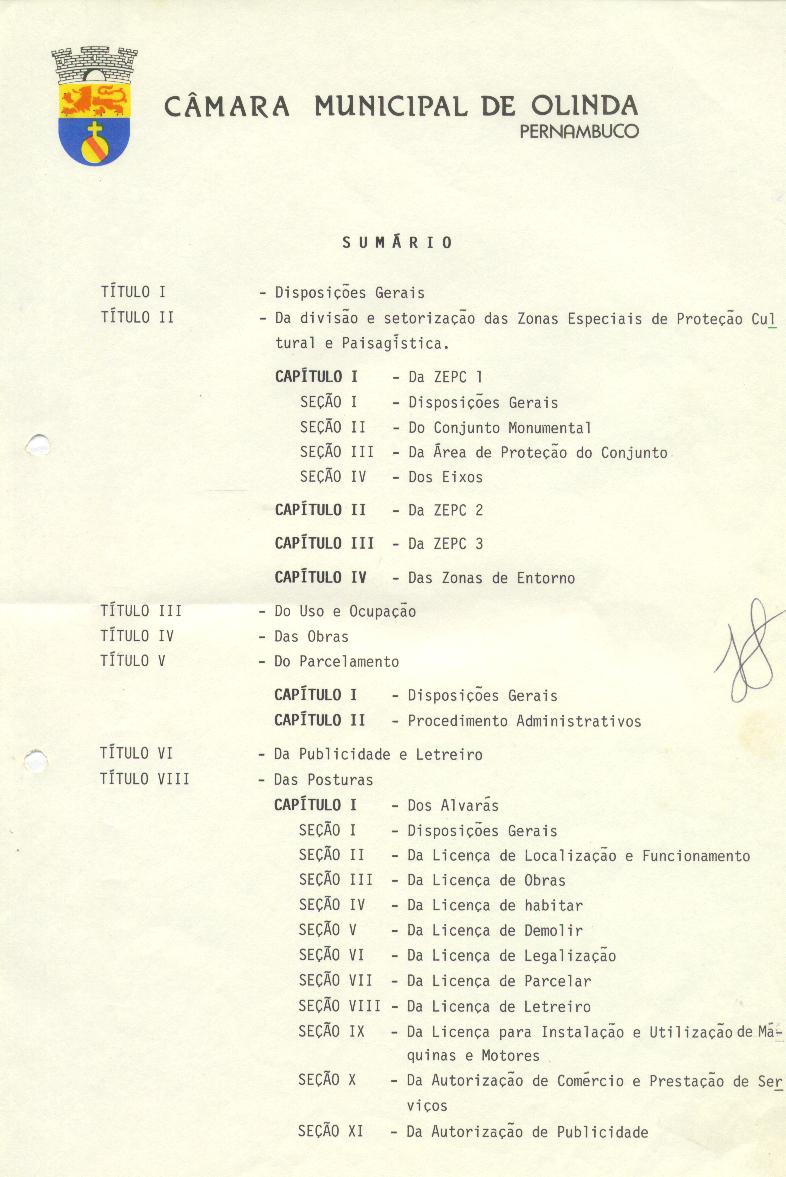 CÂMARA MUNICIPAL DE OLINDA
PERNAMBUCO
SUMÁRIO
TÍTULO I - Disposições Gerais
TÍTULO II - Da divisão e setorização das Zonas Especiais de Proteção Cul
tural e Paisagística.
CAPÍTULO I - Da ZEPC 1
SEÇÃO I - Disposições Gerais
SEÇÃO II - Do Conjunto Monumental
SEÇÃO III - Da Área de Proteção do Conjunto
SEÇÃO IV - Dos Eixos
CAPÍTULO II - Da ZEPC 2
CAPÍTULO III - Da ZEPC 3
CAPÍTULO IV - Das Zonas de Entorno
TÍTULO III - Do Uso e Ocupação
TÍTULO IV - Das Obras
TÍTULO V - Do Parcelamento
CAPÍTULO I - Disposições Gerais
CAPÍTULO II - Procedimento Administrativos
TÍTULO VI - Da Publicidade e Letreiro
TÍTULO VIII - Das Posturas
CAPÍTULO I - Dos Alvarás
SEÇÃO I - Disposições Gerais
SEÇÃO II - Da Licença de Localização e Funcionamento
SEÇÃO III - Da Licença de Obras
SEÇÃO IV - Da Licença de habitar
SEÇÃO V - Da Licença de Demolir
SEÇÃO VI - Da Licença de Legalização
SEÇÃO VII - Da Licença de Parcelar
SEÇÃO VIII - Da Licença de Letreiro
SEÇÃO IX - Da Licença para Instalação e Utilização de Má-
quinas e Motores
SEÇÃO X - Da Autorização de Comércio e Prestação de Ser
viços
SEÇÃO XI - Da Autorização de Publicidade